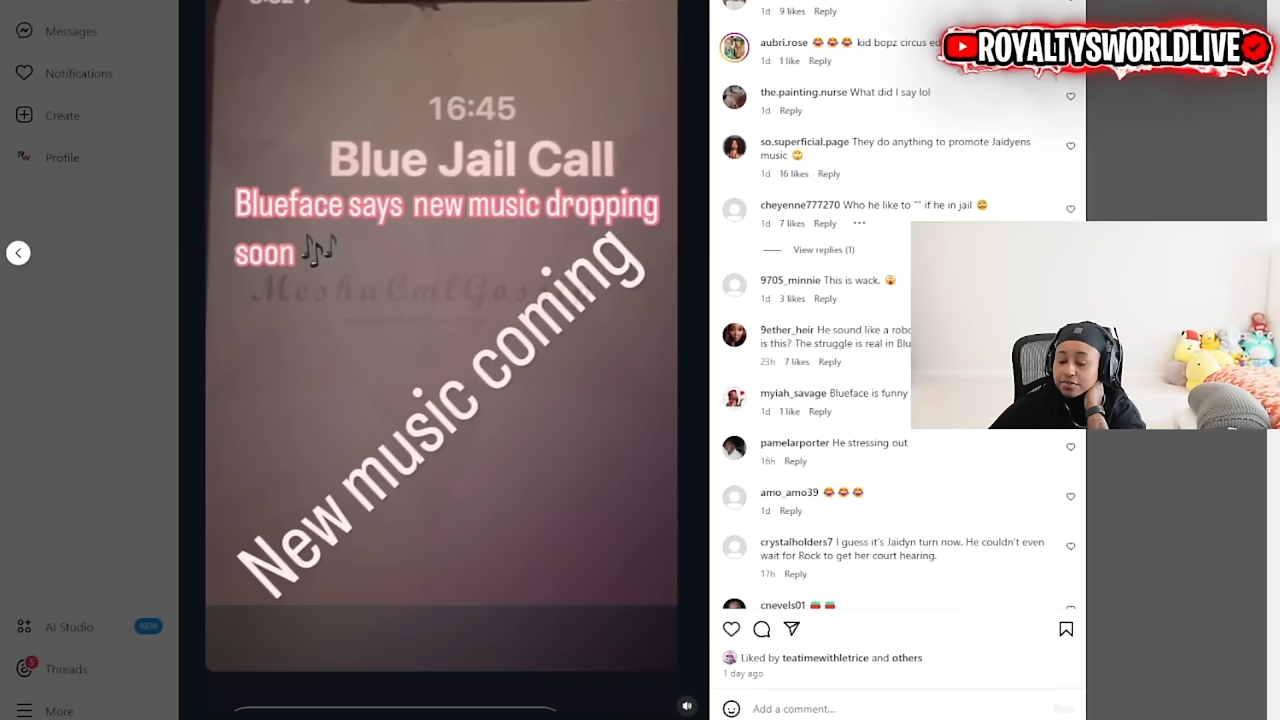 Messages
Notifications
Create
Profile
AI Studio
NEW
Threads
5
More
16:45
Blue Jail Call
Blueface says new music dropping
soon 🎶
MeshaCmlGos
New music coming
1d 9 likes Reply
aubri.rose 😂😂😂 kid bopz circus
1d 1 like Reply
the.painting.nurse What did I say lol
1d Reply
so.superficial.page They do anything to promote Jaidyens
music 🙄
1d 16 likes Reply
cheyenne777270 Who he like to "" if he in jail 😩
1d 7 likes Reply •••
View replies (1)
9705_minnie This is wack. 😩
1d 3 likes Reply
9ether_heir He sound like a
is this? The struggle is real in
23h 7 likes Reply
myiah_savage Blueface is funny
1d 1 like Reply
pamelarporter He stressing out
16h Reply
amo_amo39 😂😂😂
1d Reply
crystalholders7 I guess it's Jaidyn turn now. He couldn't even
wait for Rock to get her court hearing.
17h Reply
cnevels01 🍅🍅
Liked by teatimewithletrice and others
1 day ago
Add a comment...
Post
ROYALTYSWORLDLIVE